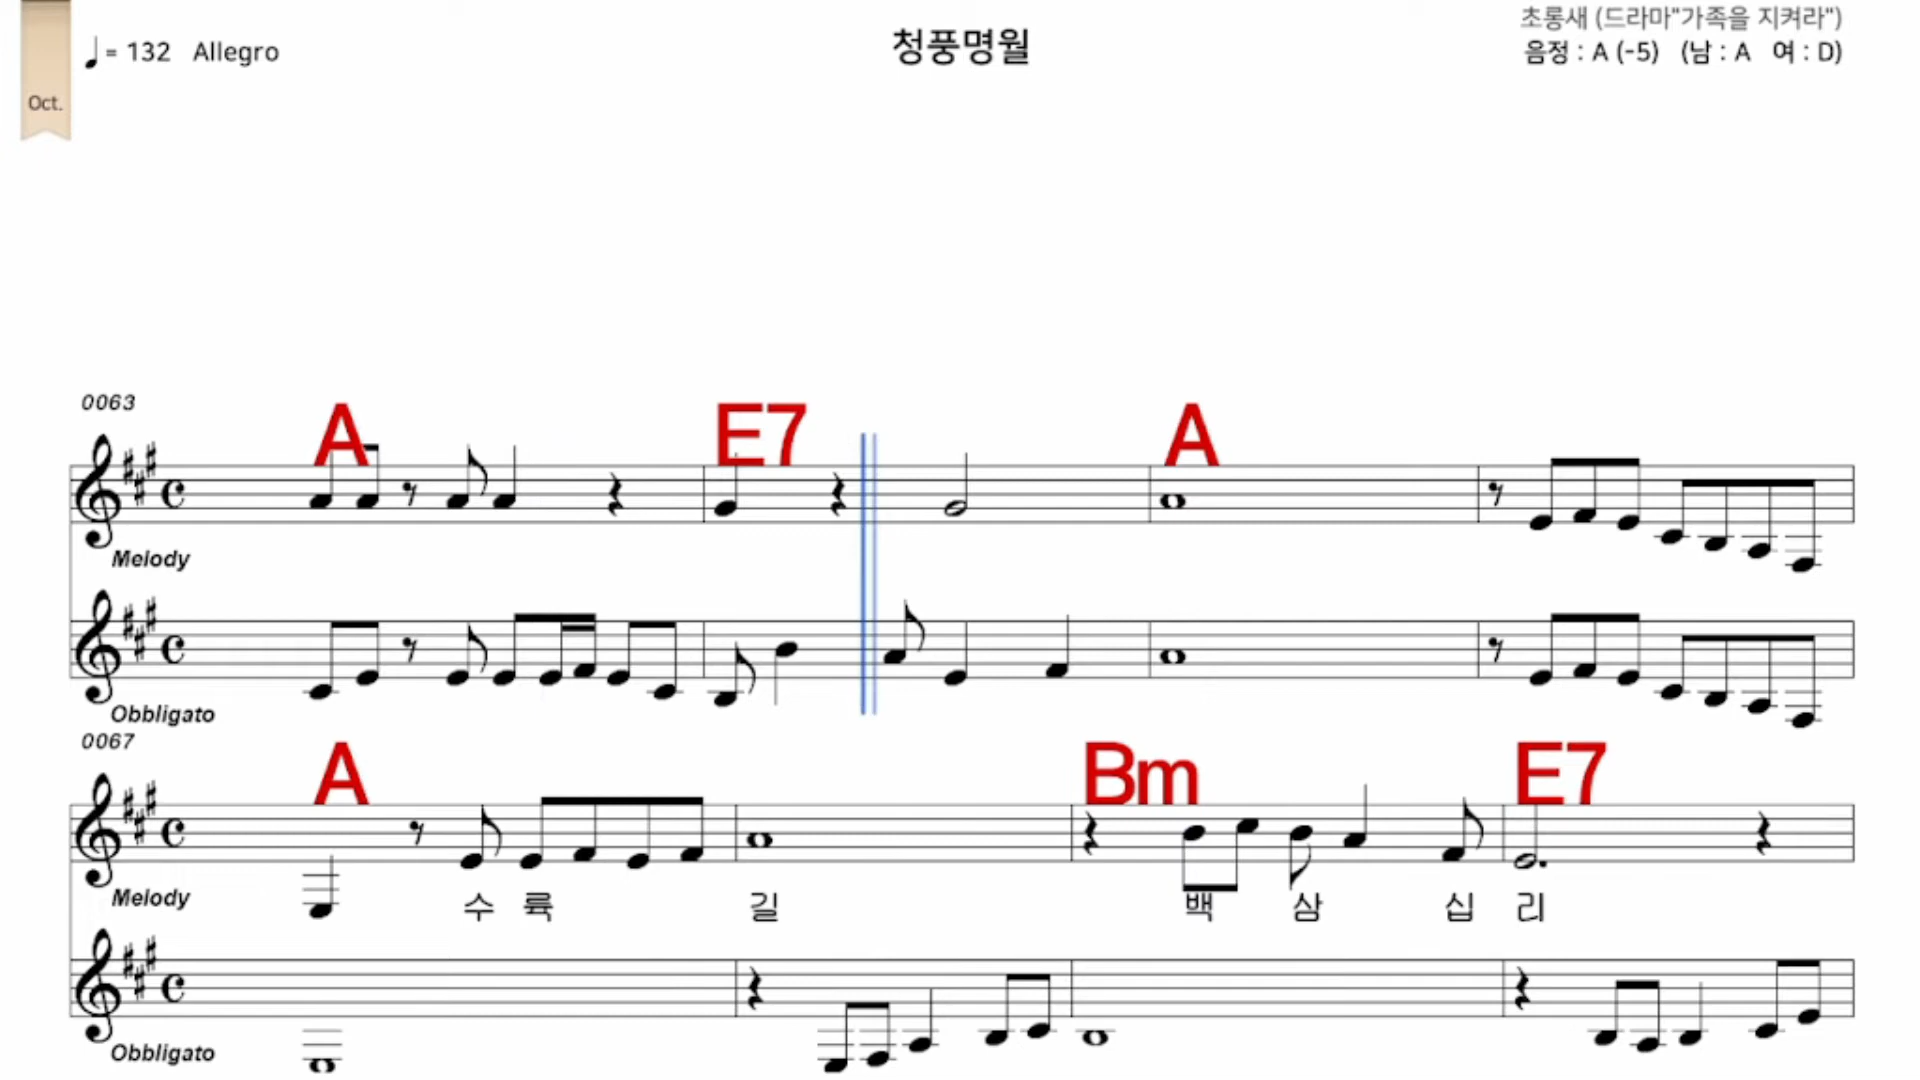 초롱새 (드라마"가족을 지켜라")
♩= 132 Allegro
청풍명월
음정 : A (-5) (남 : A 여 : D)
Oct.
0063
A E7 A
Melody
Obbligato
0067
A Bm E7
Melody
수 륙 길 백 삼 십 리
Obbligato